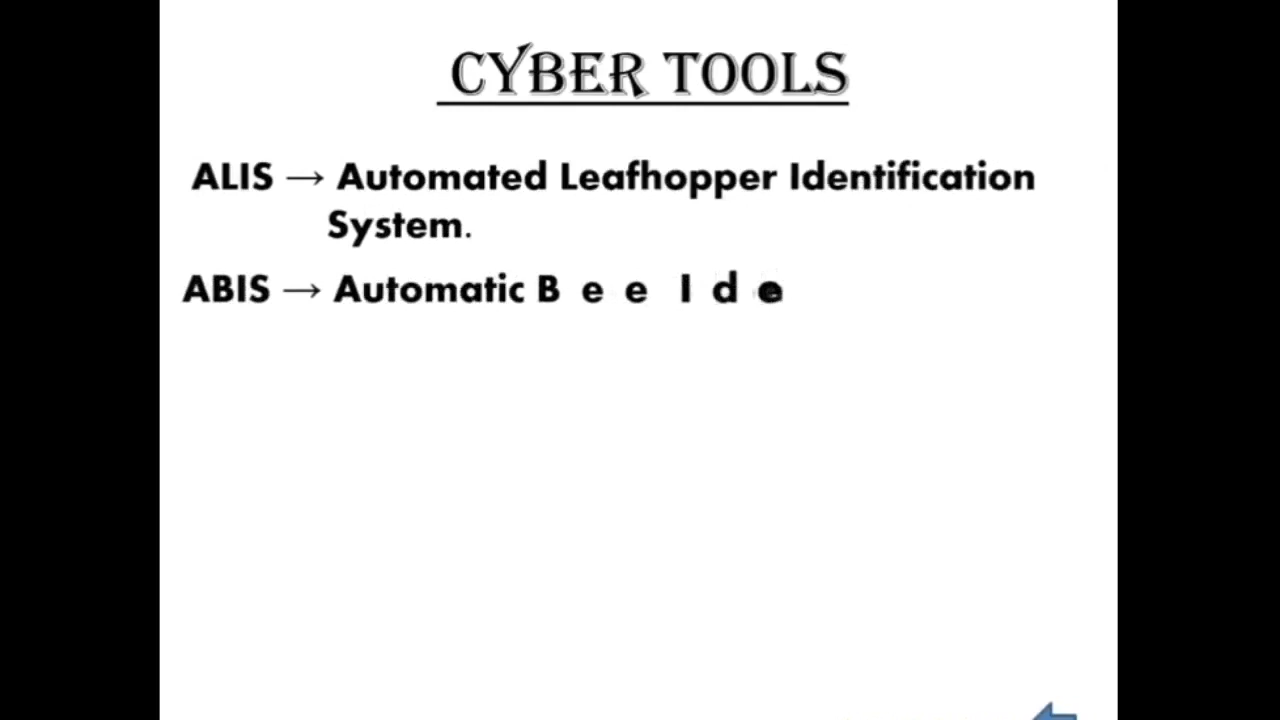 CYBER TOOLS
ALIS → Automated Leafhopper Identification
System.
ABIS → Automatic B e e I d e